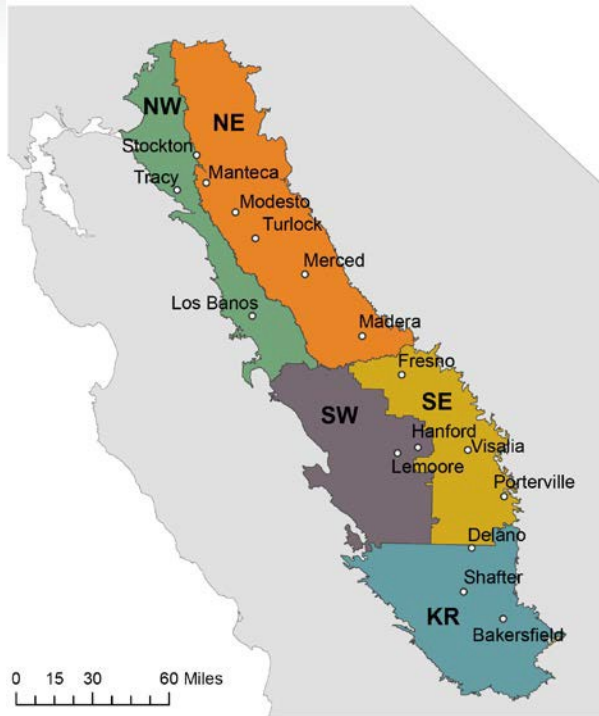 NW
NE
Stockton
Manteca
Tracy
Modesto
Turlock
Merced
Los Banos
Madera
Fresno
SW
SE
Hanford
Visalia
Lemoore
Porterville
Delano
Shafter
KR
Bakersfield
0 15 30 60 Miles